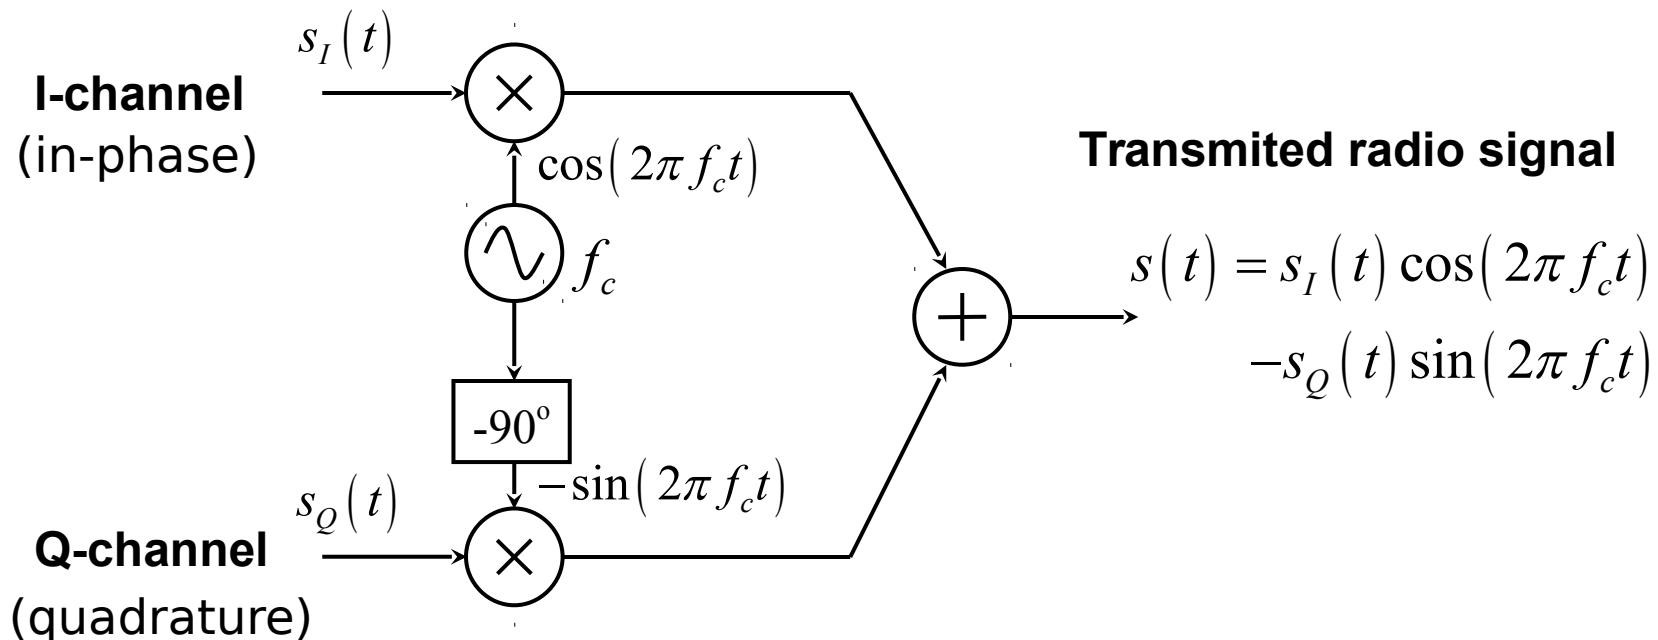 s_I(t)
I-channel
(in-phase)
cos(2π f_c t)
Transmited radio signal
f_c
s(t) = s_I(t) cos(2π f_c t)
−s_Q(t) sin(2π f_c t)
-90°
−sin(2π f_c t)
s_Q(t)
Q-channel
(quadrature)